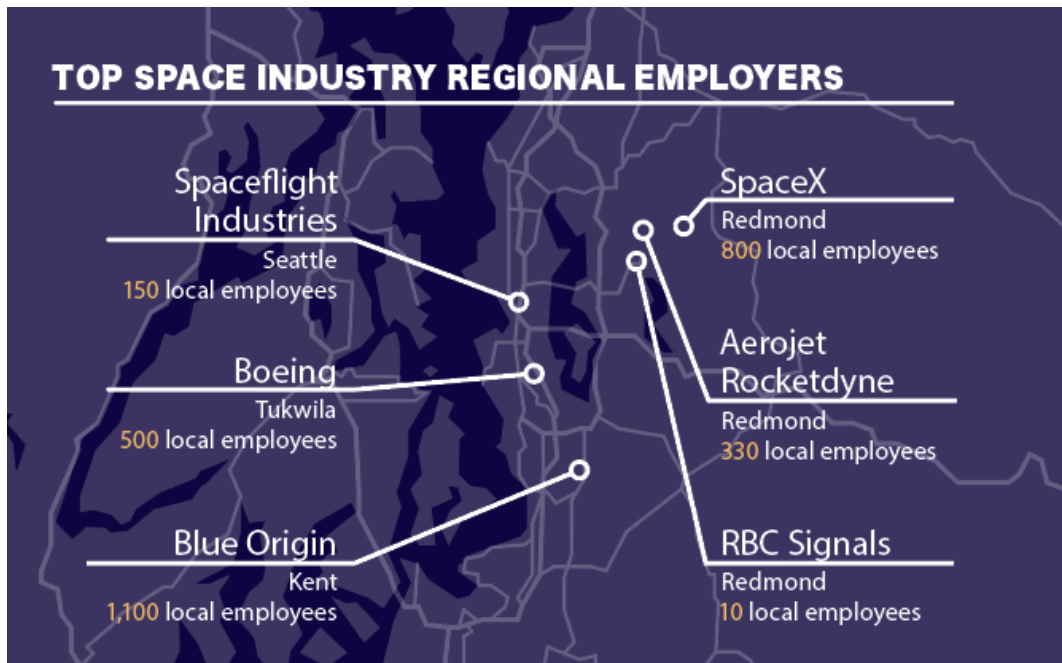 TOP SPACE INDUSTRY REGIONAL EMPLOYERS
Spaceflight
Industries
Seattle
150 local employees
Boeing
Tukwila
500 local employees
Blue Origin
Kent
1,100 local employees
SpaceX
Redmond
800 local employees
Aerojet
Rocketdyne
Redmond
330 local employees
RBC Signals
Redmond
10 local employees